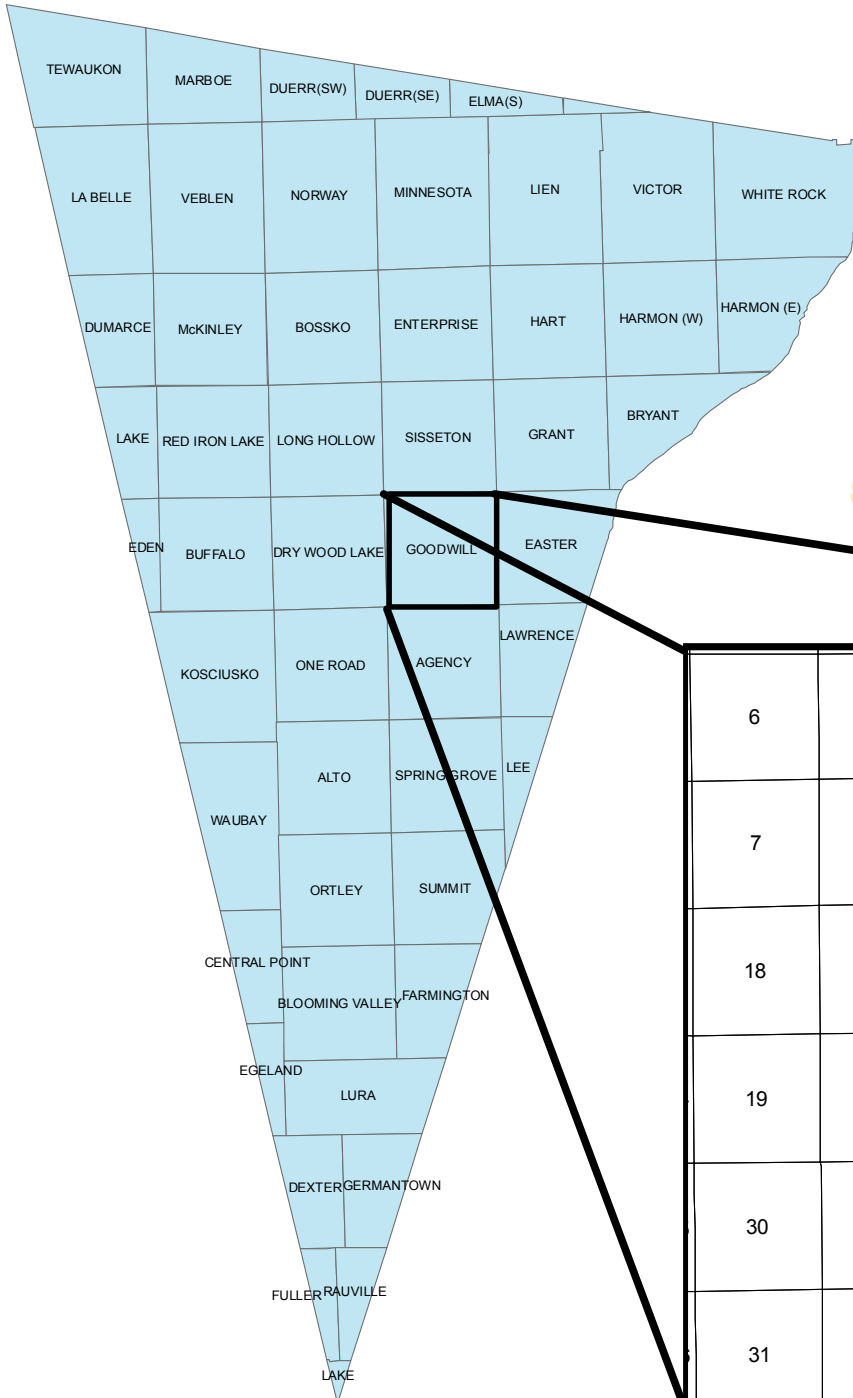 TEWAUKON
MARBOE
DUERR(SW)
DUERR(SE)
ELMA(S)
LA BELLE
VEBLEN
NORWAY
MINNESOTA
LIEN
VICTOR
WHITE ROCK
DUMARCE
McKINLEY
BOSSKO
ENTERPRISE
HART
HARMON (W)
HARMON (E)
LAKE
RED IRON LAKE
LONG HOLLOW
SISSETON
GRANT
BRYANT
EDEN
BUFFALO
DRY WOOD LAKE
GOODWILL
EASTER
KOSCIUSKO
ONE ROAD
AGENCY
LAWRENCE
WAUBAY
ALTO
SPRING GROVE
LEE
ORTLEY
SUMMIT
CENTRAL POINT
BLOOMING VALLEY
FARMINGTON
EGELAND
LURA
DEXTER
GERMANTOWN
FULLER
RAUVILLE
LAKE
6
7
18
19
30
31